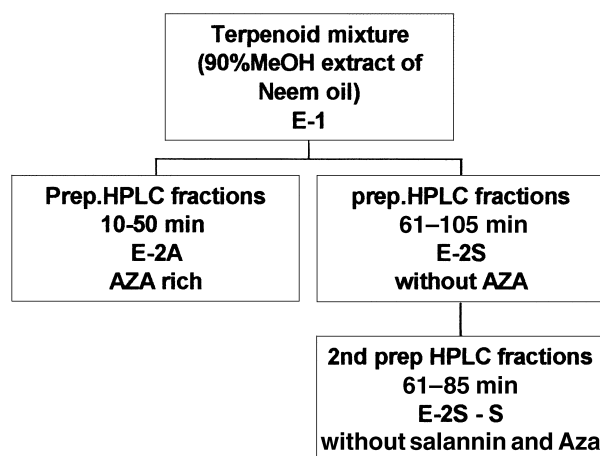 Terpenoid mixture
(90%MeOH extract of
Neem oil)
E-1
Prep.HPLC fractions
10-50 min
E-2A
AZA rich
prep.HPLC fractions
61–105 min
E-2S
without AZA
2nd prep HPLC fractions
61–85 min
E-2S - S
without salannin and Aza